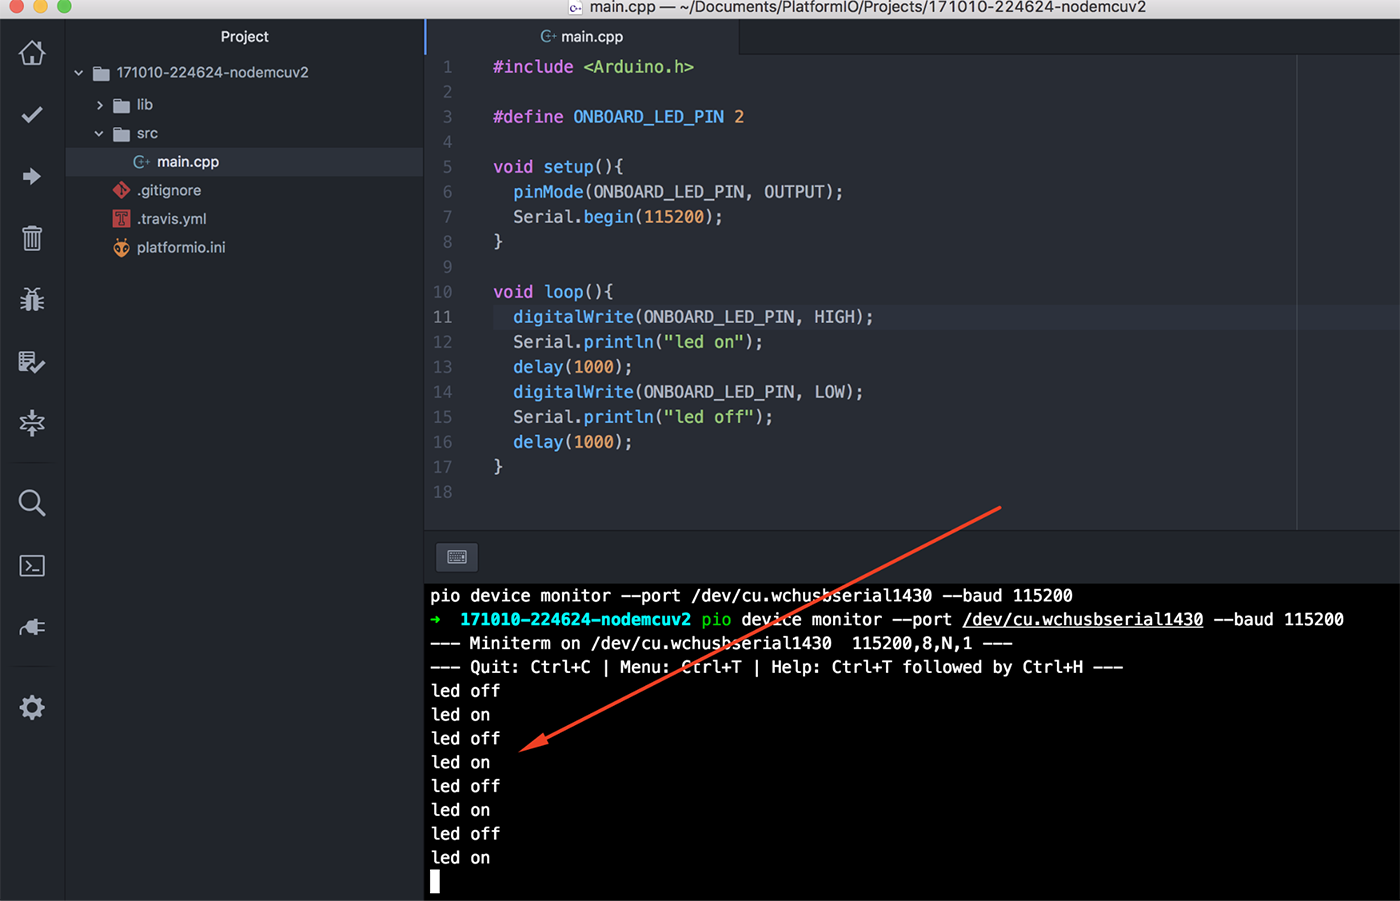 main.cpp — ~/Documents/PlatformIO/Projects/171010-224624-nodemcuv2
Project
171010-224624-nodemcuv2
lib
src
main.cpp
.gitignore
.travis.yml
platformio.ini
main.cpp
1 #include <Arduino.h>
2
3 #define ONBOARD_LED_PIN 2
4
5 void setup(){
6 pinMode(ONBOARD_LED_PIN, OUTPUT);
7 Serial.begin(115200);
8 }
9
10 void loop(){
11 digitalWrite(ONBOARD_LED_PIN, HIGH);
12 Serial.println("led on");
13 delay(1000);
14 digitalWrite(ONBOARD_LED_PIN, LOW);
15 Serial.println("led off");
16 delay(1000);
17 }
18
pio device monitor --port /dev/cu.wchusbserial1430 --baud 115200
→ 171010-224624-nodemcuv2 pio device monitor --port /dev/cu.wchusbserial1430 --baud 115200
--- Miniterm on /dev/cu.wchusbserial1430 115200,8,N,1 ---
--- Quit: Ctrl+C | Menu: Ctrl+T | Help: Ctrl+T followed by Ctrl+H ---
led off
led on
led off
led on
led off
led on
led off
led on